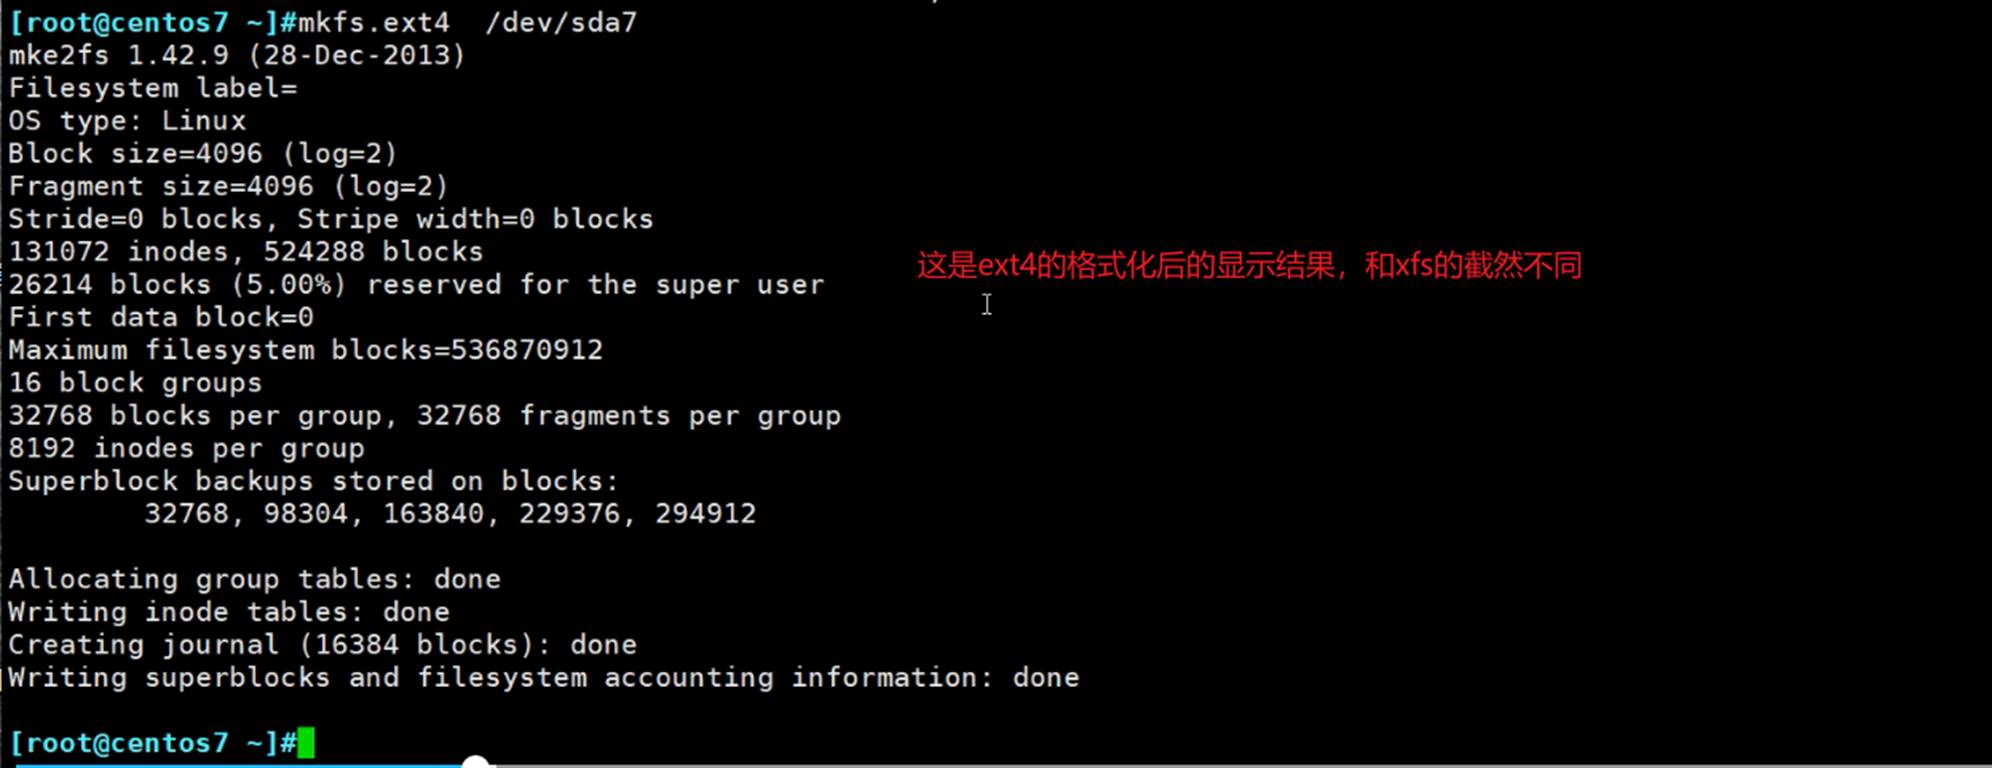 [root@centos7 ~]#mkfs.ext4  /dev/sda7
mke2fs 1.42.9 (28-Dec-2013)
Filesystem label=
OS type: Linux
Block size=4096 (log=2)
Fragment size=4096 (log=2)
Stride=0 blocks, Stripe width=0 blocks
131072 inodes, 524288 blocks
这是ext4的格式化后的显示结果，和xfs的截然不同
26214 blocks (5.00%) reserved for the super user
First data block=0
Maximum filesystem blocks=536870912
16 block groups
32768 blocks per group, 32768 fragments per group
8192 inodes per group
Superblock backups stored on blocks:
        32768, 98304, 163840, 229376, 294912
Allocating group tables: done
Writing inode tables: done
Creating journal (16384 blocks): done
Writing superblocks and filesystem accounting information: done
[root@centos7 ~]#